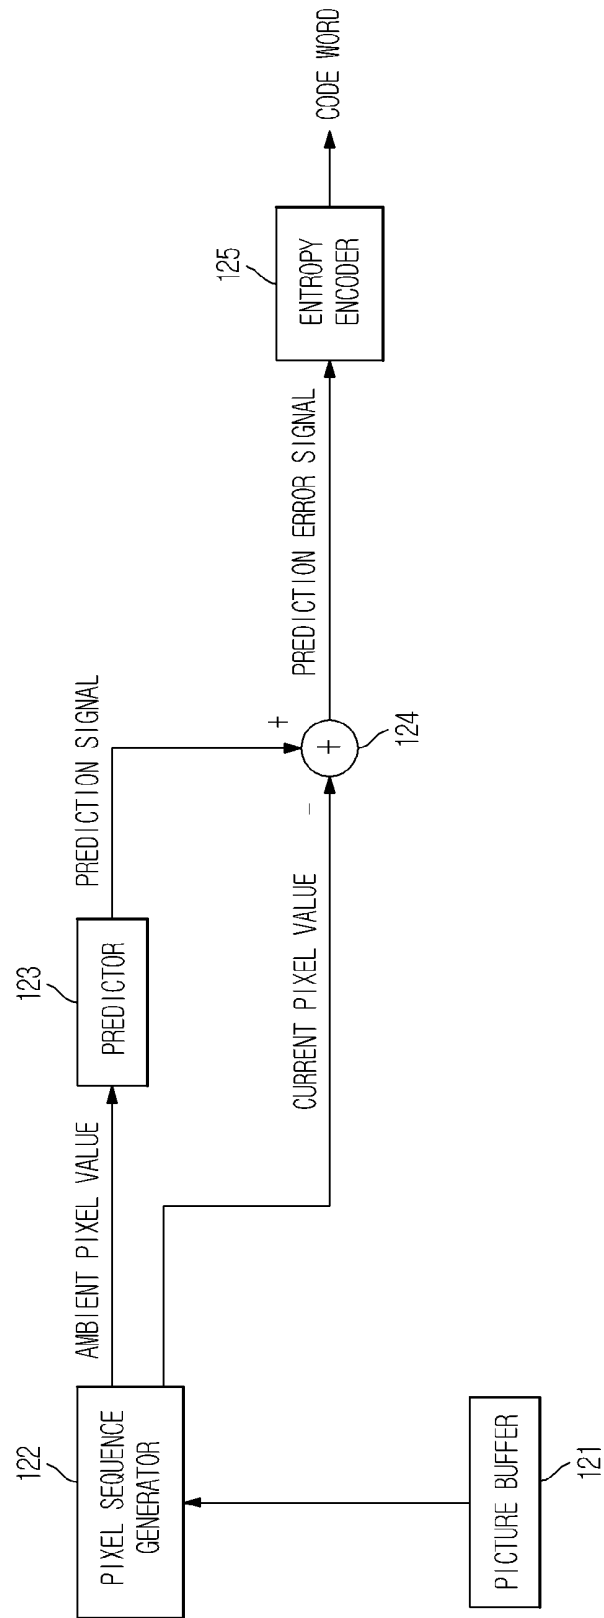 122
PIXEL SEQUENCE
GENERATOR
AMBIENT PIXEL VALUE
123
PREDICTOR
PREDICTION SIGNAL
+
PICTURE BUFFER
121
CURRENT PIXEL VALUE
-
+
124
PREDICTION ERROR SIGNAL
125
ENTROPY
ENCODER
CODE WORD